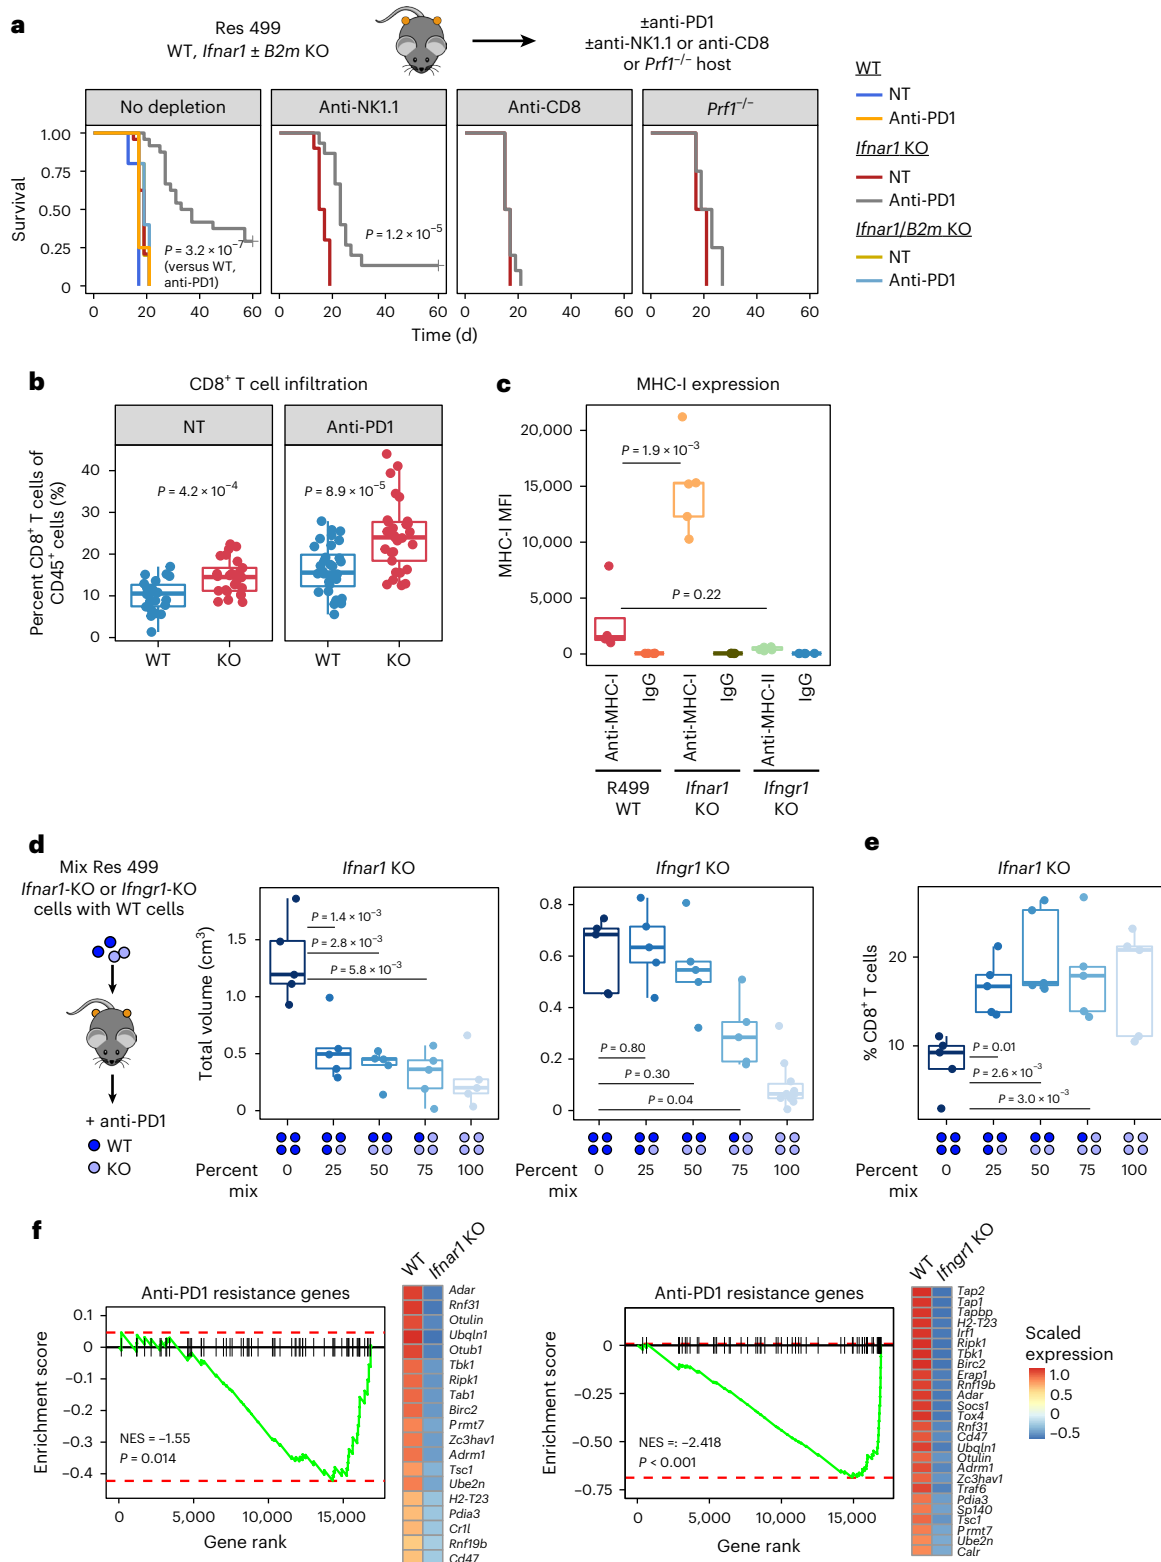 a
Res 499
WT, Ifnar1 ± B2m KO
±anti-PD1
±anti-NK1.1 or anti-CD8
or Prf1−/− host
No depletion
Anti-NK1.1
Anti-CD8
Prf1−/−
Survival
1.00
0.75
0.50
0.25
0
P = 3.2 × 10−7
(versus WT,
anti-PD1)
P = 1.2 × 10−5
0 20 40 60
0 20 40 60
0 20 40 60
0 20 40 60
Time (d)
WT
NT
Anti-PD1
Ifnar1 KO
NT
Anti-PD1
Ifnar1/B2m KO
NT
Anti-PD1
b
CD8+ T cell infiltration
NT
Anti-PD1
Percent CD8+ T cells of
CD45+ cells (%)
40
30
20
10
0
P = 4.2 × 10−4
P = 8.9 × 10−5
WT KO
WT KO
c
MHC-I expression
MHC-I MFI
20,000
15,000
10,000
5,000
0
P = 1.9 × 10−3
P = 0.22
Anti-MHC-I
IgG
Anti-MHC-I
IgG
Anti-MHC-II
IgG
R499
WT
Ifnar1
KO
Ifngr1
KO
d
Mix Res 499
Ifnar1-KO or Ifngr1-KO
cells with WT cells
+ anti-PD1
WT
KO
Ifnar1 KO
Total volume (cm3)
1.5
1.0
0.5
0
P = 1.4 × 10−3
P = 2.8 × 10−3
P = 5.8 × 10−3
Percent
mix
0 25 50 75 100
Ifngr1 KO
0.8
0.6
0.4
0.2
0
P = 0.80
P = 0.30
P = 0.04
Percent
mix
0 25 50 75 100
e
Ifnar1 KO
% CD8+ T cells
20
10
P = 0.01
P = 2.6 × 10−3
P = 3.0 × 10−3
Percent
mix
0 25 50 75 100
f
Anti-PD1 resistance genes
Enrichment score
0.1
0
−0.1
−0.2
−0.3
−0.4
NES = −1.55
P = 0.014
0 5,000 10,000 15,000
Gene rank
WT
Ifnar1 KO
Adar
Rnf31
Otulin
Ubqln1
Otub1
Tbk1
Ripk1
Tab1
Birc2
Prmt7
Zc3hav1
Adrm1
Tsc1
Ube2n
H2-T23
Pdia3
Cr1l
Rnf19b
Cd47
Anti-PD1 resistance genes
Enrichment score
0
−0.25
−0.50
−0.75
NES =: −2.418
P < 0.001
0 5,000 10,000 15,000
Gene rank
WT
Ifngr1 KO
Tap2
Tap1
Tapbp
H2-T23
Irf1
Ripk1
Tbk1
Birc2
Erap1
Rnf19b
Adar
Socs1
Tox4
Rnf31
Cd47
Ubqln1
Otulin
Adrm1
Zc3hav1
Traf6
Pdia3
Sp140
Tsc1
Prmt7
Ube2n
Calr
Scaled
expression
1.0
0.5
0
−0.5